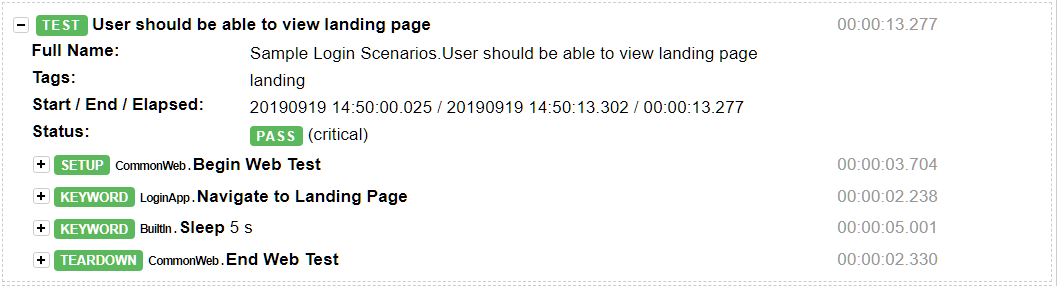 TEST User should be able to view landing page 00:00:13.277
Full Name: Sample Login Scenarios.User should be able to view landing page
Tags: landing
Start / End / Elapsed: 20190919 14:50:00.025 / 20190919 14:50:13.302 / 00:00:13.277
Status: PASS (critical)
SETUP CommonWeb.Begin Web Test 00:00:03.704
KEYWORD LoginApp.Navigate to Landing Page 00:00:02.238
KEYWORD BuiltIn.Sleep 5 s 00:00:05.001
TEARDOWN CommonWeb.End Web Test 00:00:02.330